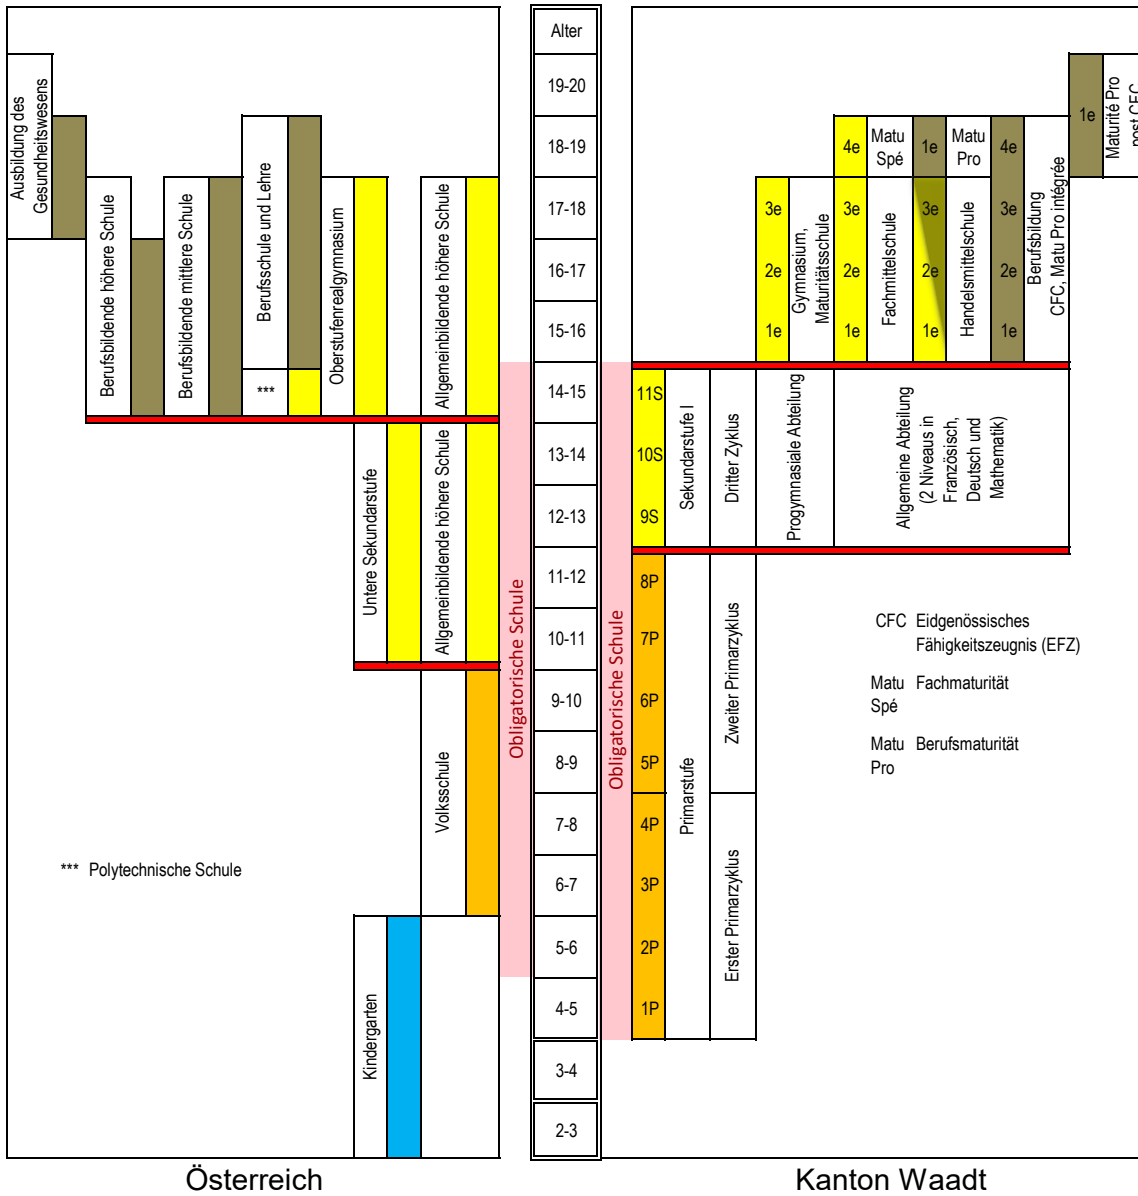 Alter
19-20
18-19
17-18
16-17
15-16
14-15
13-14
12-13
11-12
10-11
9-10
8-9
7-8
6-7
5-6
4-5
3-4
2-3
Ausbildung des
Gesundheitswesens
Berufsbildende höhere Schule
Berufsbildende mittlere Schule
Berufsschule und Lehre
***
Oberstufenrealgymnasium
Allgemeinbildende höhere Schule
Untere Sekundarstufe
Allgemeinbildende höhere Schule
Volksschule
Kindergarten
*** Polytechnische Schule
Obligatorische Schule
Österreich
Obligatorische Schule
1e
Maturité Pro
post CFC
4e
Matu
Spé
1e
Matu
Pro
4e
3e
2e
1e
Gymnasium,
Maturitätsschule
3e
2e
1e
Fachmittelschule
3e
2e
1e
Handelsmittelschule
3e
2e
1e
Berufsbildung
CFC, Matu Pro intégrée
11S
10S
9S
Sekundarstufe I
Dritter Zyklus
Progymnasiale Abteilung
Allgemeine Abteilung
(2 Niveaus in
Französisch,
Deutsch und
Mathematik)
8P
7P
6P
5P
4P
3P
2P
1P
Primarstufe
Zweiter Primarzyklus
Erster Primarzyklus
CFC Eidgenössisches
Fähigkeitszeugnis (EFZ)
Matu Fachmaturität
Spé
Matu Berufsmaturität
Pro
Kanton Waadt